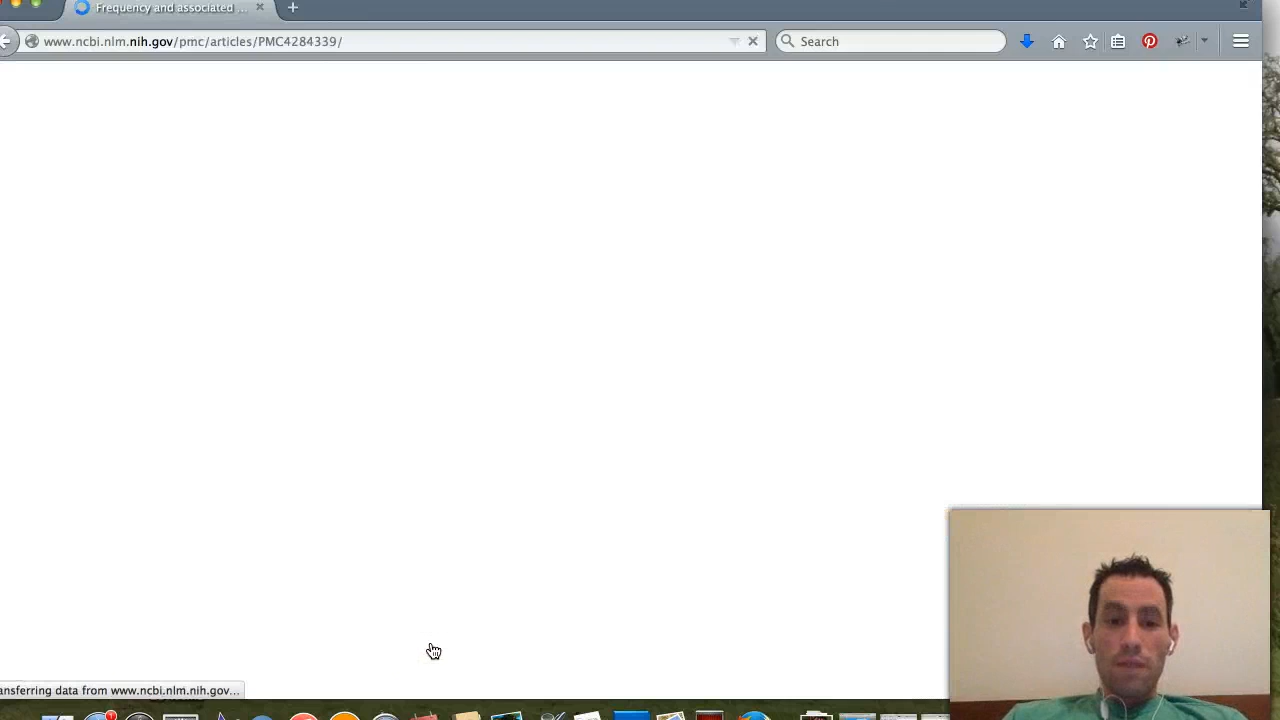 Frequency and associated ...
www.ncbi.nlm.nih.gov/pmc/articles/PMC4284339/
Search
ansferring data from www.ncbi.nlm.nih.gov...
1